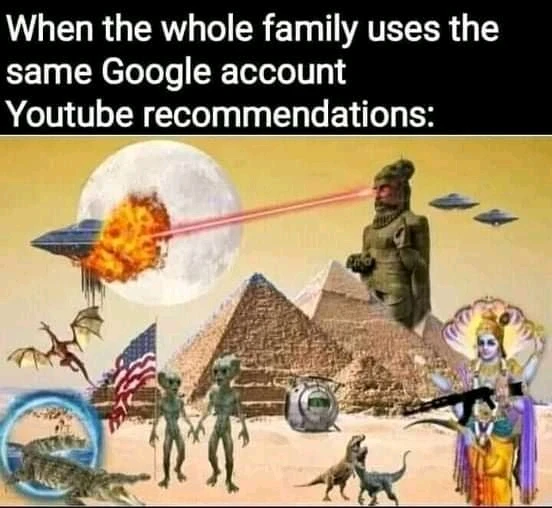 When the whole family uses the
same Google account
Youtube recommendations: